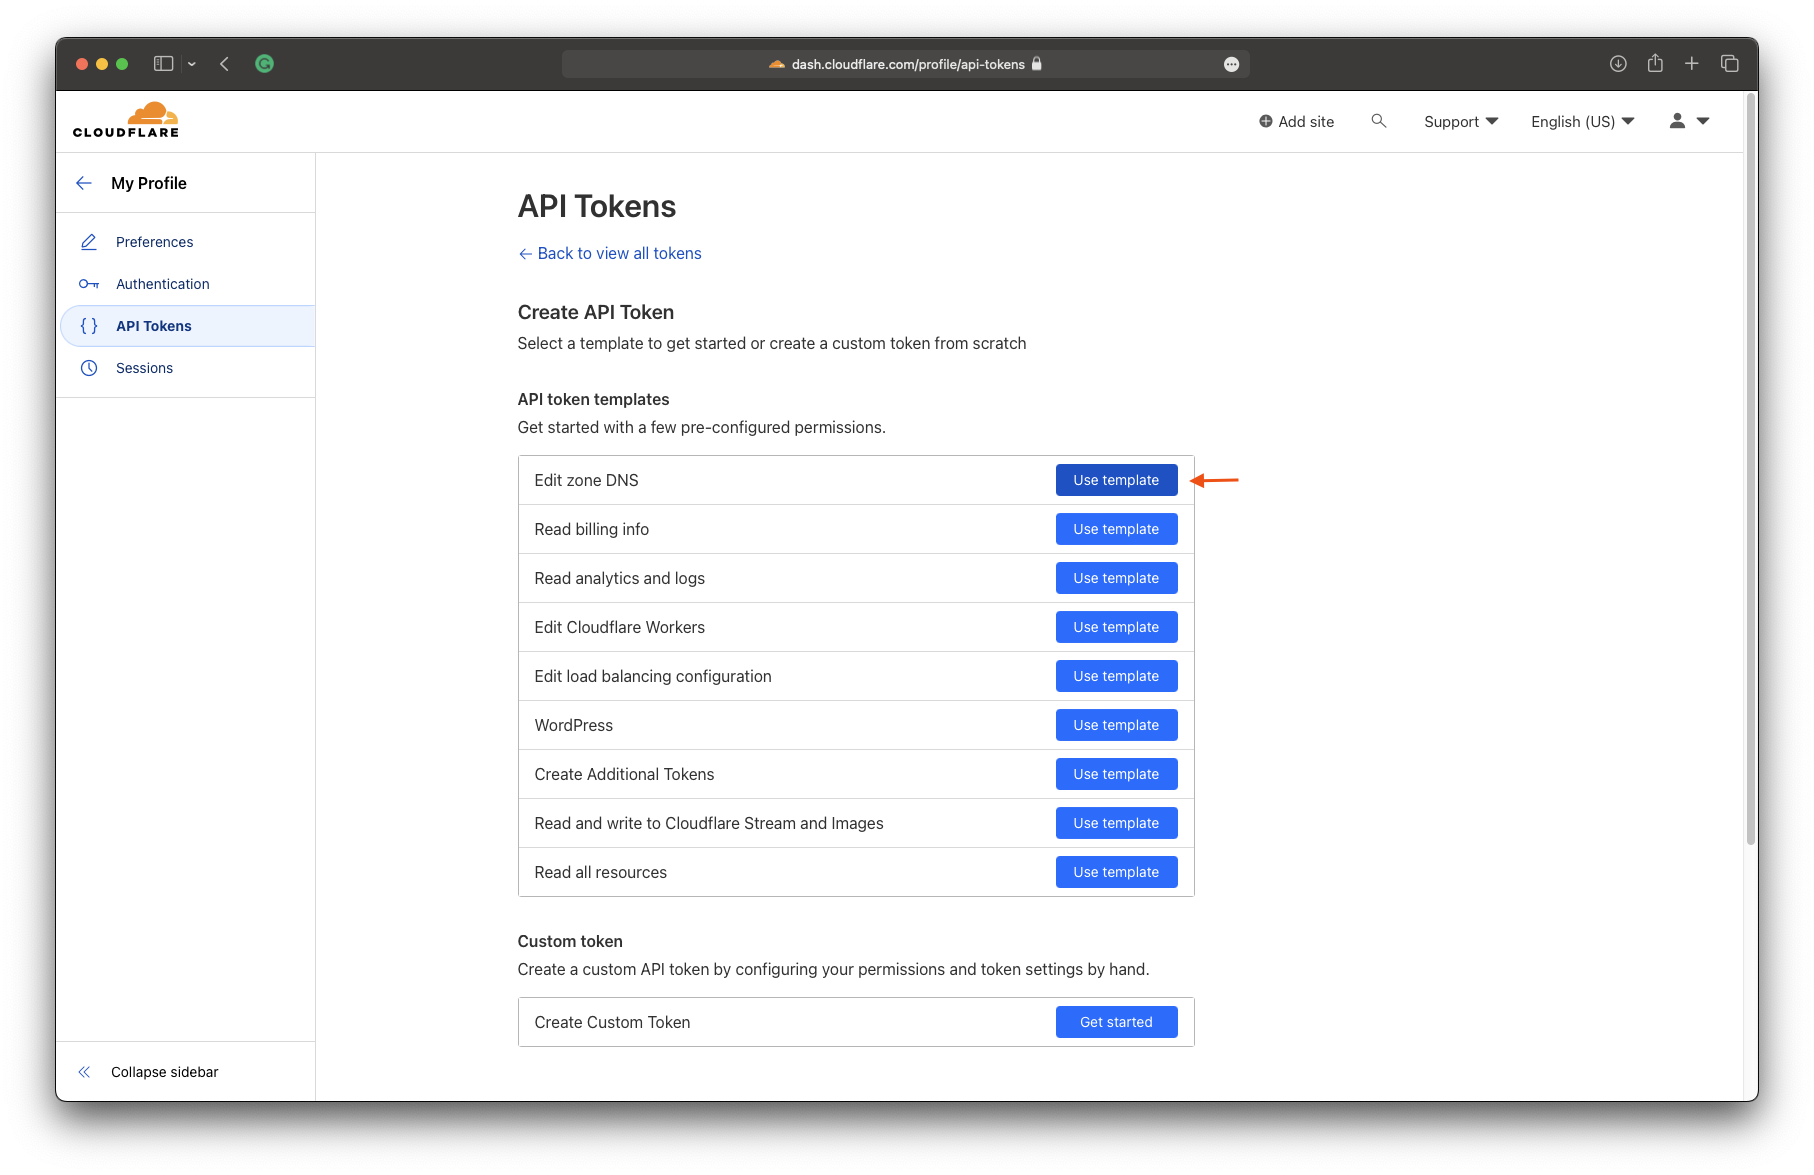 dash.cloudflare.com/profile/api-tokens
CLOUDFLARE
Add site
Support
English (US)
My Profile
Preferences
Authentication
API Tokens
Sessions
Collapse sidebar
API Tokens
Back to view all tokens
Create API Token
Select a template to get started or create a custom token from scratch
API token templates
Get started with a few pre-configured permissions.
Edit zone DNS Use template
Read billing info Use template
Read analytics and logs Use template
Edit Cloudflare Workers Use template
Edit load balancing configuration Use template
WordPress Use template
Create Additional Tokens Use template
Read and write to Cloudflare Stream and Images Use template
Read all resources Use template
Custom token
Create a custom API token by configuring your permissions and token settings by hand.
Create Custom Token Get started